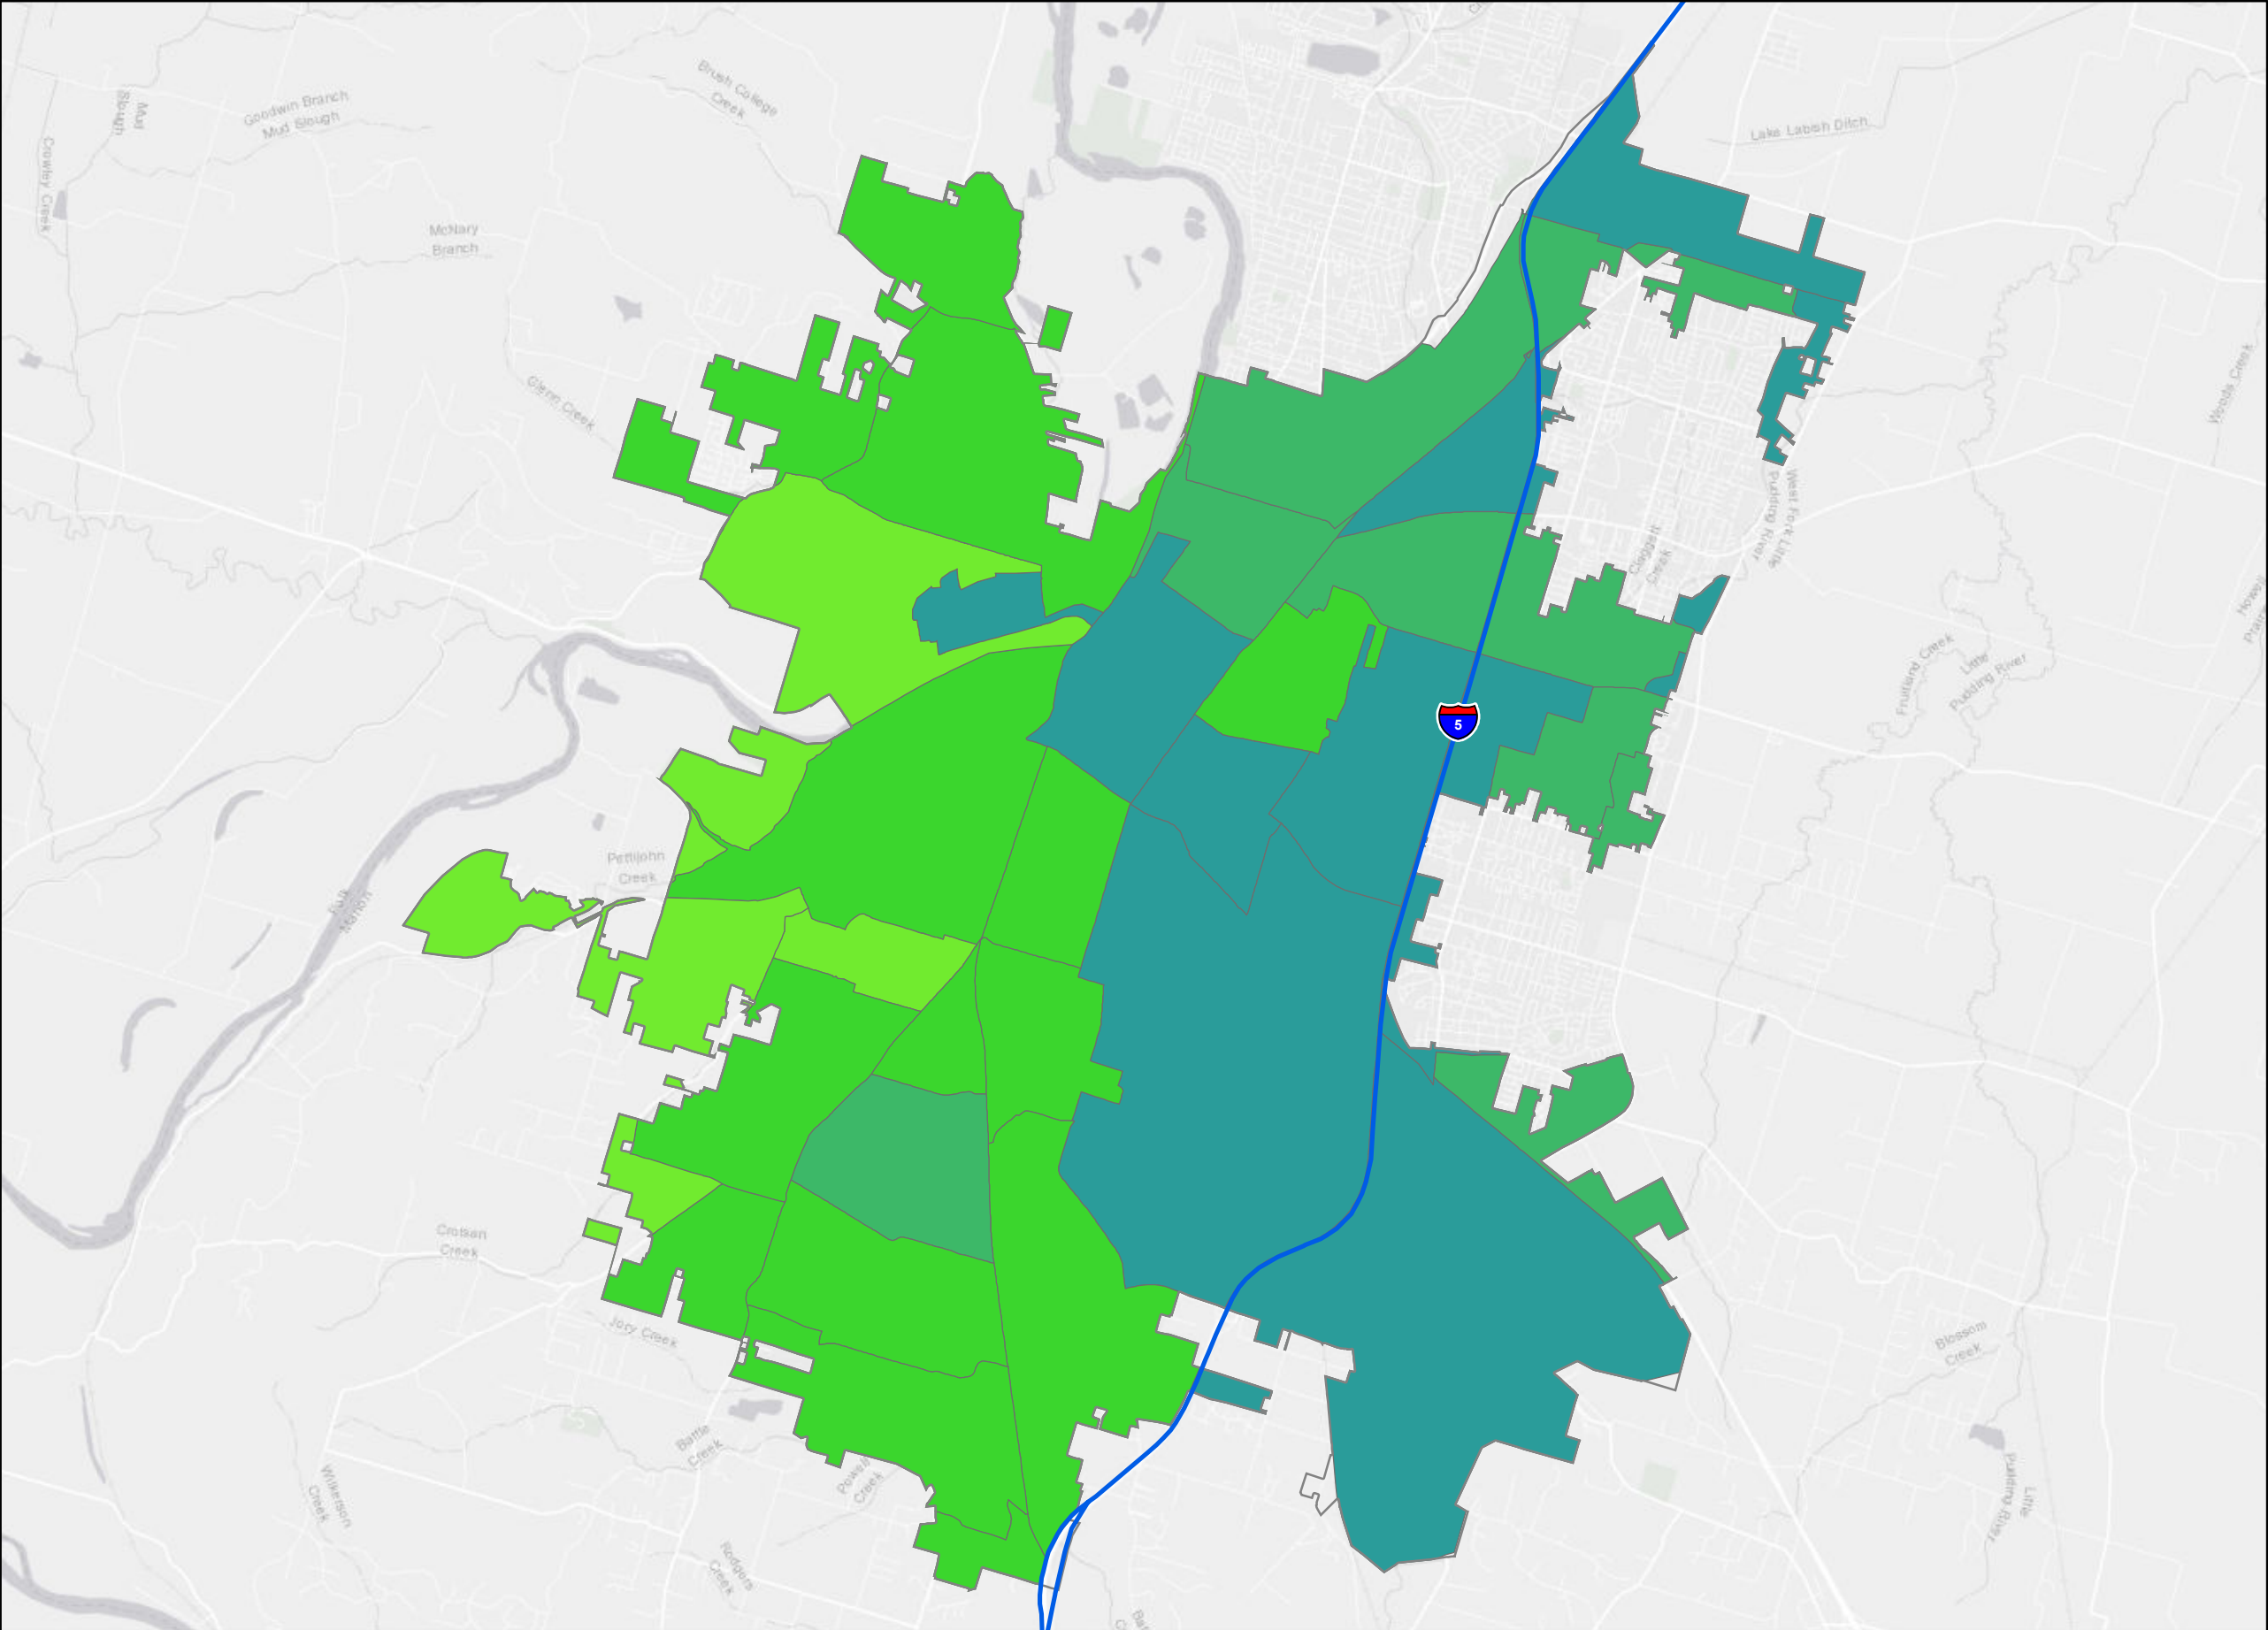 Brush College
Creek
Goodwin Branch
Mud Slough
Mud
Slough
Crowley Creek
Lake Labish Ditch
McNary
Branch
Glenn Creek
Woods Creek
West Fork Little
Pudding River
Claggett
Creek
Fruitland Creek
Little
Pudding River
5
Pettijohn
Creek
Croisan
Creek
Jory Creek
Battle
Creek
Powell
Creek
Blossom
Creek
Wilkerson
Creek
Rodgers
Creek
Little
Pudding River